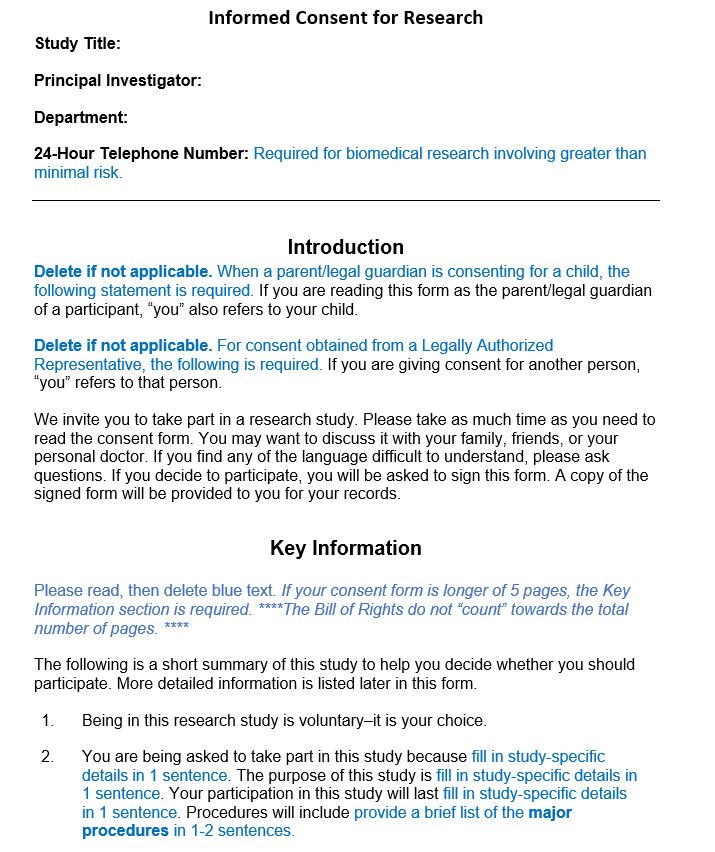 Informed Consent for Research
Study Title:
Principal Investigator:
Department:
24-Hour Telephone Number: Required for biomedical research involving greater than
minimal risk.
Introduction
Delete if not applicable. When a parent/legal guardian is consenting for a child, the
following statement is required. If you are reading this form as the parent/legal guardian
of a participant, “you” also refers to your child.
Delete if not applicable. For consent obtained from a Legally Authorized
Representative, the following is required. If you are giving consent for another person,
“you” refers to that person.
We invite you to take part in a research study. Please take as much time as you need to
read the consent form. You may want to discuss it with your family, friends, or your
personal doctor. If you find any of the language difficult to understand, please ask
questions. If you decide to participate, you will be asked to sign this form. A copy of the
signed form will be provided to you for your records.
Key Information
Please read, then delete blue text. If your consent form is longer of 5 pages, the Key
Information section is required. ****The Bill of Rights do not “count” towards the total
number of pages. ****
The following is a short summary of this study to help you decide whether you should
participate. More detailed information is listed later in this form.
1. Being in this research study is voluntary–it is your choice.
2. You are being asked to take part in this study because fill in study-specific
details in 1 sentence. The purpose of this study is fill in study-specific details in
1 sentence. Your participation in this study will last fill in study-specific details
in 1 sentence. Procedures will include provide a brief list of the major
procedures in 1-2 sentences.